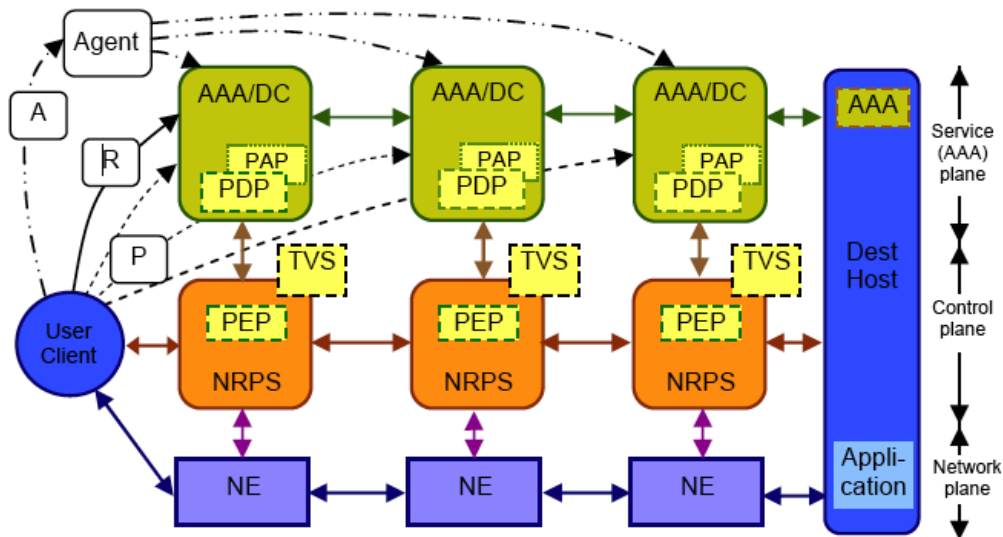 Agent
A
R
P
AAA/DC
PAP
PDP
AAA/DC
PAP
PDP
AAA/DC
PAP
PDP
AAA
Service
(AAA)
plane
TVS
TVS
TVS
PEP
NRPS
PEP
NRPS
PEP
NRPS
User
Client
Dest
Host
Control
plane
NE
NE
NE
Appli-
cation
Network
plane